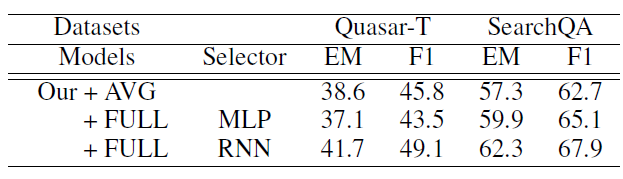 Datasets Quasar-T SearchQA
Models Selector EM F1 EM F1
Our + AVG 38.6 45.8 57.3 62.7
+ FULL MLP 37.1 43.5 59.9 65.1
+ FULL RNN 41.7 49.1 62.3 67.9